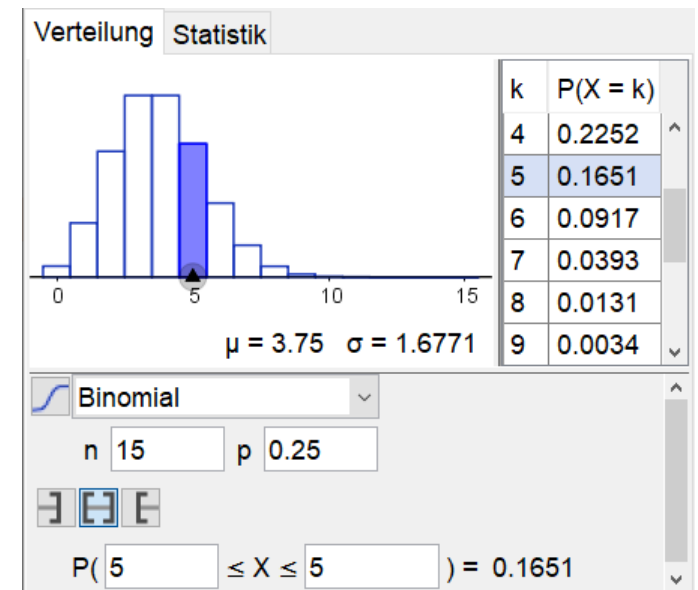 Verteilung Statistik
k P(X = k)
4 0.2252
5 0.1651
6 0.0917
7 0.0393
8 0.0131
9 0.0034
0 5 10 15
μ = 3.75 σ = 1.6771
Binomial
n 15 p 0.25
P( 5 ≤ X ≤ 5 ) = 0.1651